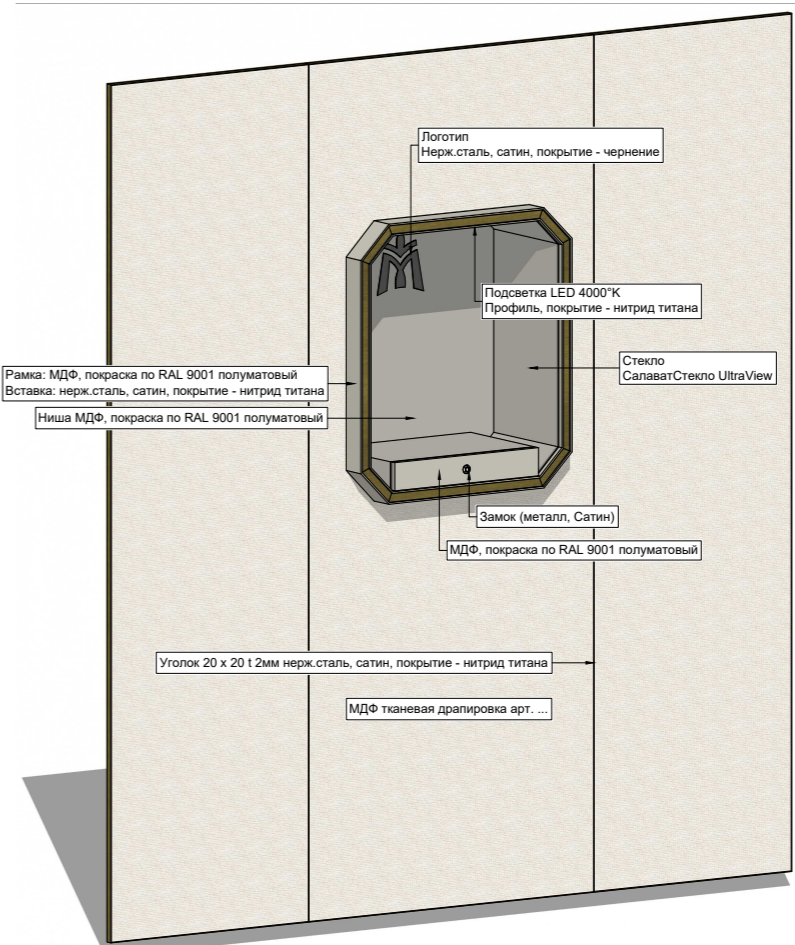 Логотип
Нерж.сталь, сатин, покрытие - чернение
Подсветка LED 4000°K
Профиль, покрытие - нитрид титана
Стекло
СалаватСтекло UltraView
Рамка: МДФ, покраска по RAL 9001 полуматовый
Вставка: нерж.сталь, сатин, покрытие - нитрид титана
Ниша МДФ, покраска по RAL 9001 полуматовый
Замок (металл, Сатин)
МДФ, покраска по RAL 9001 полуматовый
Уголок 20 x 20 t 2мм нерж.сталь, сатин, покрытие - нитрид титана
МДФ тканевая драпировка арт. ...